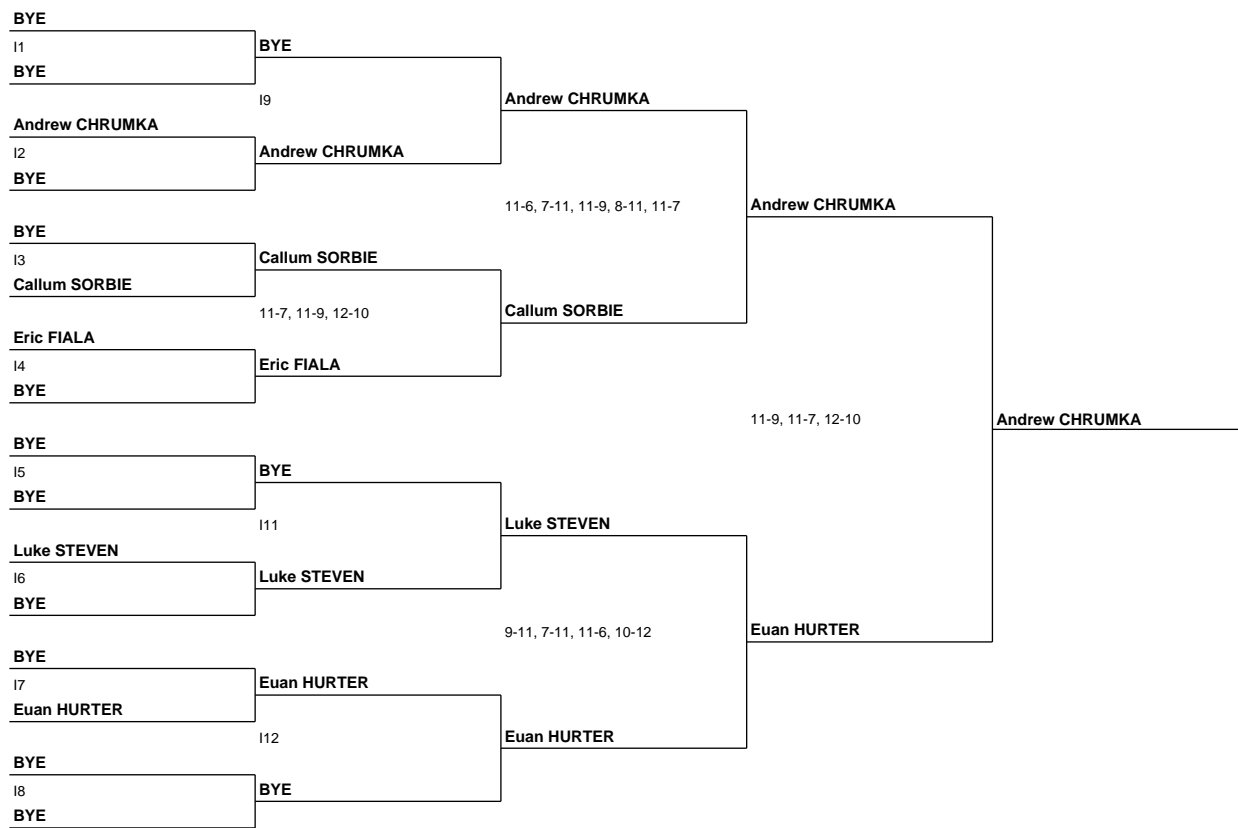 BYE
I1
BYE
BYE
I9
Andrew CHRUMKA
Andrew CHRUMKA
I2
Andrew CHRUMKA
BYE
11-6, 7-11, 11-9, 8-11, 11-7
Andrew CHRUMKA
BYE
I3
Callum SORBIE
Callum SORBIE
11-7, 11-9, 12-10
Callum SORBIE
Eric FIALA
I4
Eric FIALA
BYE
11-9, 11-7, 12-10
Andrew CHRUMKA
BYE
I5
BYE
BYE
I11
Luke STEVEN
Luke STEVEN
I6
Luke STEVEN
BYE
9-11, 7-11, 11-6, 10-12
Euan HURTER
BYE
I7
Euan HURTER
Euan HURTER
I12
Euan HURTER
BYE
I8
BYE
BYE